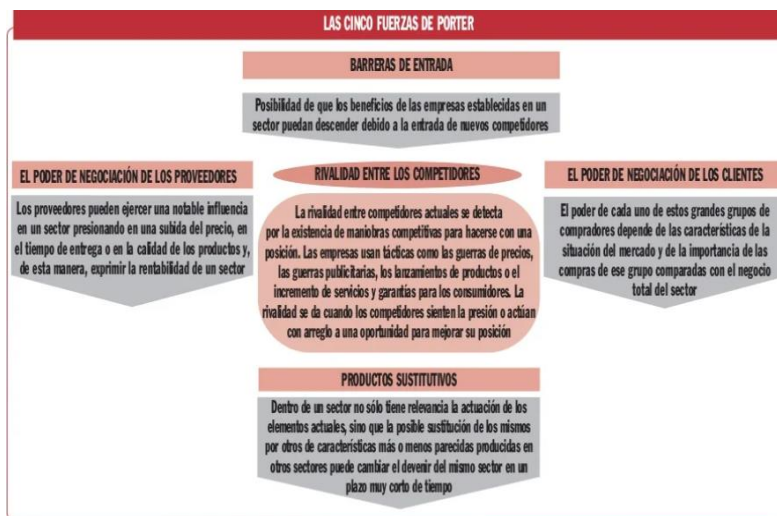 LAS CINCO FUERZAS DE PORTER
BARRERAS DE ENTRADA
Posibilidad de que los beneficios de las empresas establecidas en un
sector puedan descender debido a la entrada de nuevos competidores
EL PODER DE NEGOCIACIÓN DE LOS PROVEEDORES
Los proveedores pueden ejercer una notable influencia
en un sector presionando en una subida del precio, en
el tiempo de entrega o en la calidad de los productos y,
de esta manera, exprimir la rentabilidad de un sector
RIVALIDAD ENTRE LOS COMPETIDORES
La rivalidad entre competidores actuales se detecta
por la existencia de maniobras competitivas para hacerse con una
posición. Las empresas usan tácticas como las guerras de precios,
las guerras publicitarias, los lanzamientos de productos o el
incremento de servicios y garantías para los consumidores. La
rivalidad se da cuando los competidores sienten la presión o actúan
con arreglo a una oportunidad para mejorar su posición
EL PODER DE NEGOCIACIÓN DE LOS CLIENTES
El poder de cada uno de estos grandes grupos de
compradores depende de las características de la
situación del mercado y de la importancia de las
compras de ese grupo comparadas con el negocio
total del sector
PRODUCTOS SUSTITUTIVOS
Dentro de un sector no sólo tiene relevancia la actuación de los
elementos actuales, sino que la posible sustitución de los mismos
por otros de características más o menos parecidas producidas en
otros sectores puede cambiar el devenir del mismo sector en un
plazo muy corto de tiempo